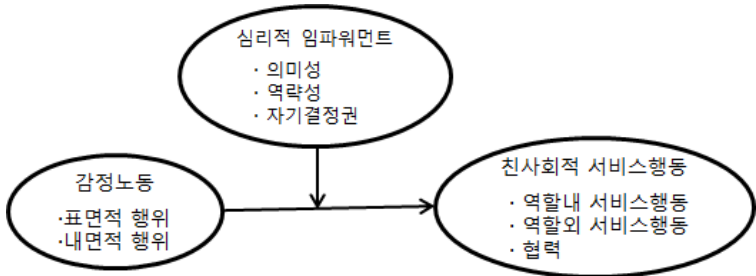 심리적 임파워먼트
· 의미성
· 역략성
· 자기결정권
감정노동
·표면적 행위
·내면적 행위
친사회적 서비스행동
· 역할내 서비스행동
· 역할외 서비스행동
· 협력